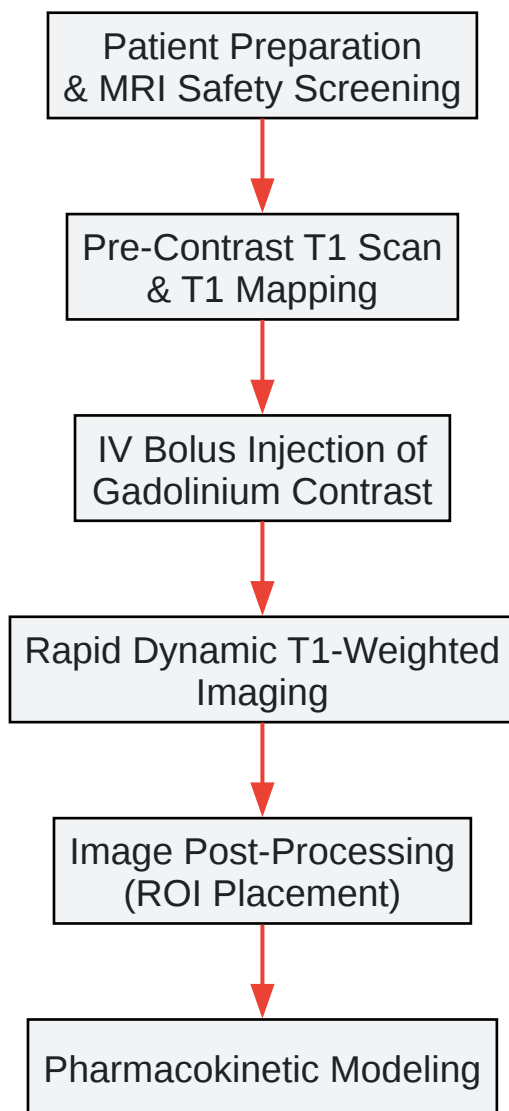 Patient Preparation
& MRI Safety Screening
Pre-Contrast T1 Scan
& T1 Mapping
IV Bolus Injection of
Gadolinium Contrast
Rapid Dynamic T1-Weighted
Imaging
Image Post-Processing
(ROI Placement)
Pharmacokinetic Modeling